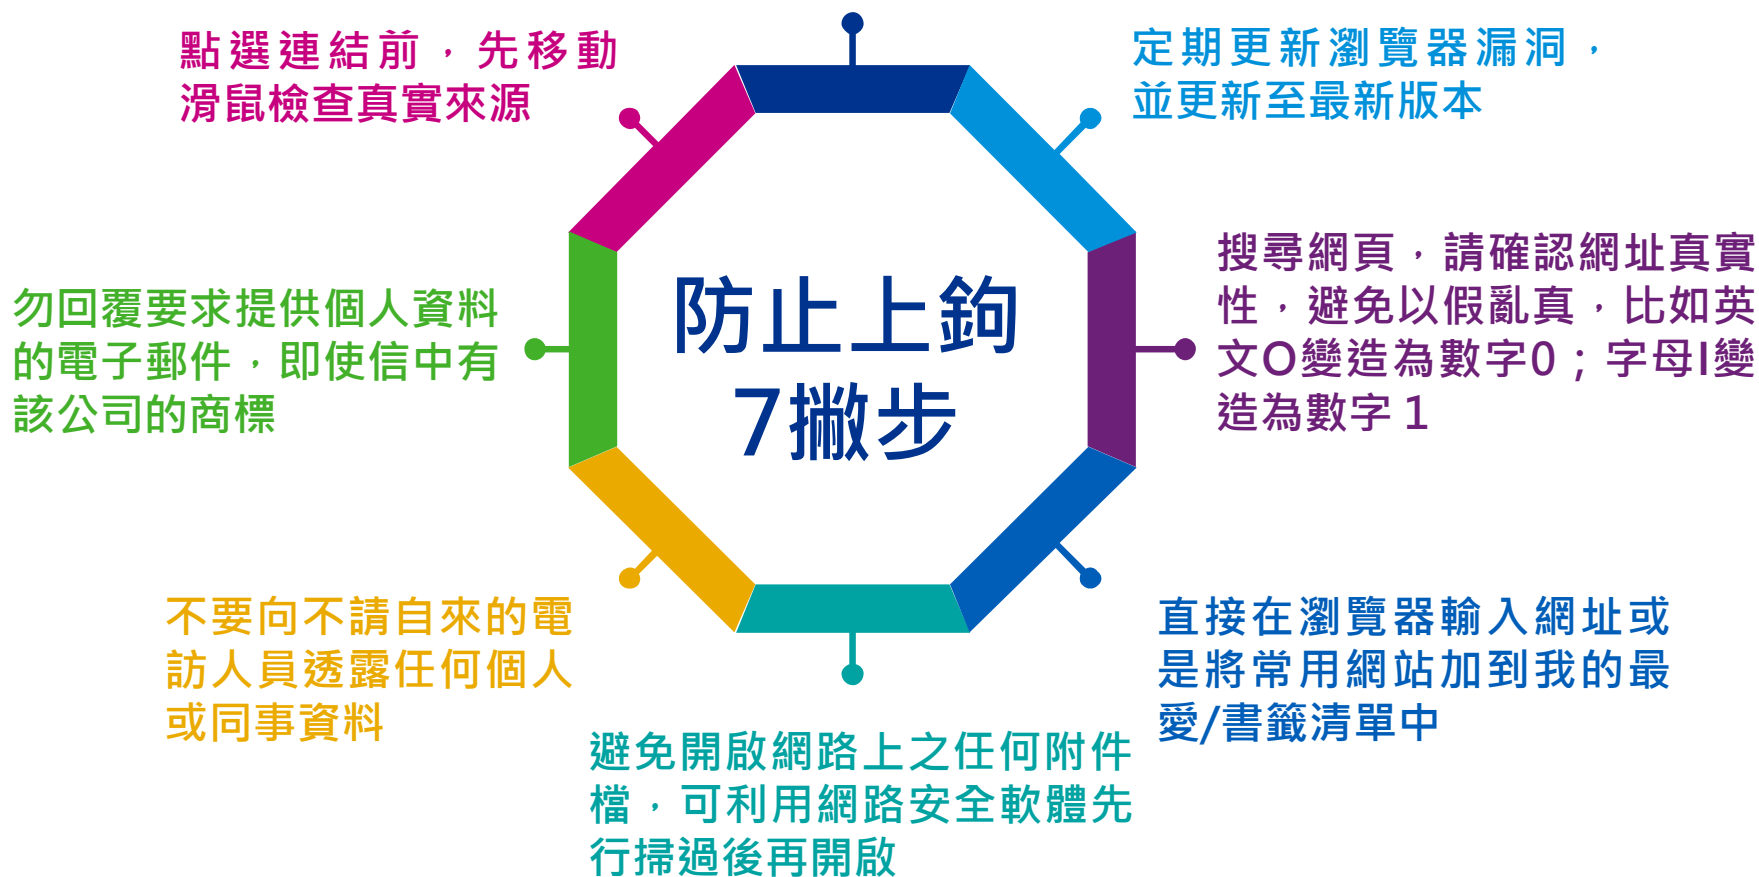 點選連結前，先移動
滑鼠檢查真實來源
定期更新瀏覽器漏洞，
並更新至最新版本
搜尋網頁，請確認網址真實
性，避免以假亂真，比如英
文O變造為數字0；字母l變
造為數字1
防止上鉤
7撇步
勿回覆要求提供個人資料
的電子郵件，即使信中有
該公司的商標
不要向不請自來的電
訪人員透露任何個人
或同事資料
直接在瀏覽器輸入網址或
是將常用網站加到我的最
愛/書籤清單中
避免開啟網路上之任何附件
檔，可利用網路安全軟體先
行掃過後再開啟